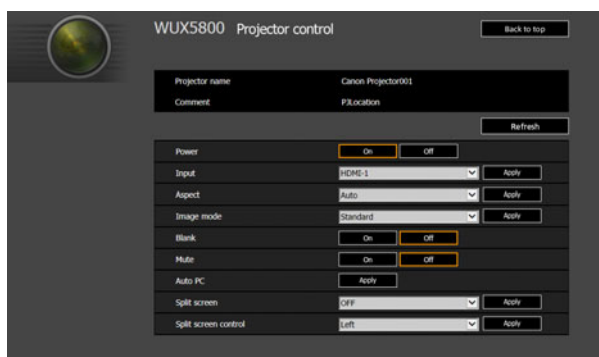 WUX5800 Projector control Back to top
Projector name Canon Projector001
Comment PJLocation
Refresh
Power On Off
Input HDMI-1 Apply
Aspect Auto Apply
Image mode Standard Apply
Blank On Off
Mute On Off
Auto PC Apply
Split screen OFF Apply
Split screen control Left Apply